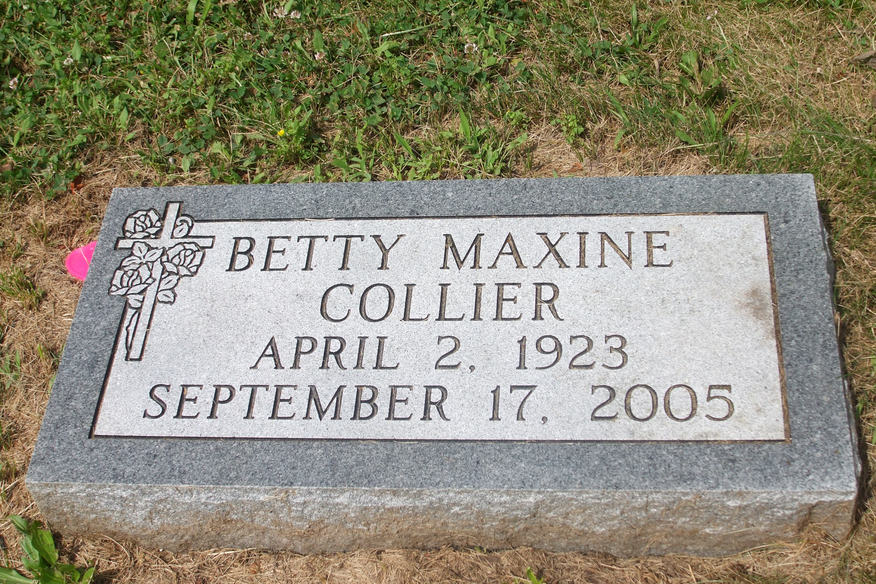 BETTY MAXINE
COLLIER
APRIL 2, 1923
SEPTEMBER 17, 2005